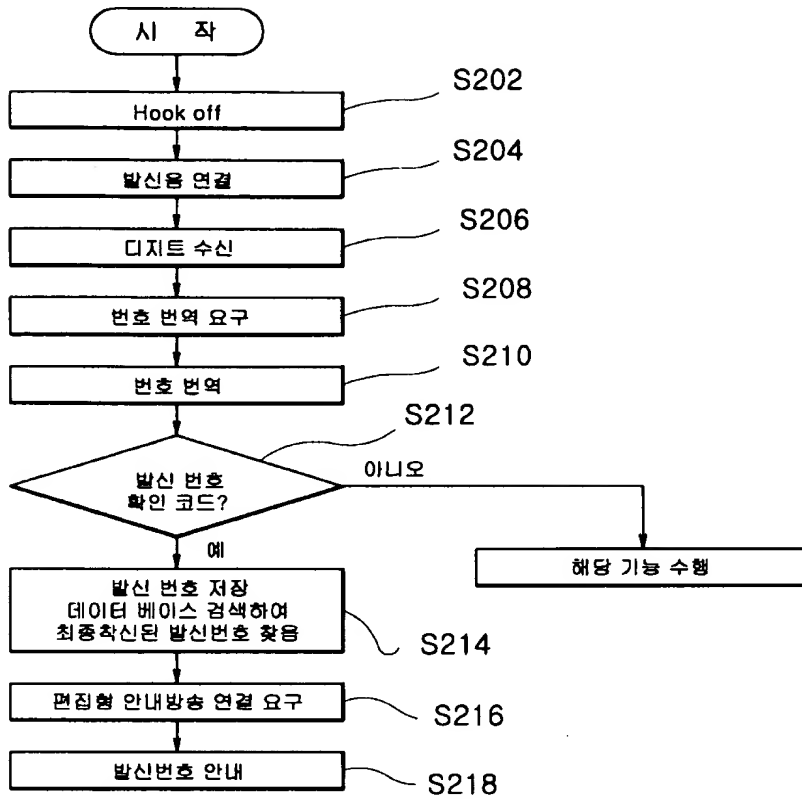 시 작
Hook off
S202
발신음 연결
S204
디지트 수신
S206
번호 번역 요구
S208
번호 번역
S210
발신 번호
확인 코드?
S212
아니오
예
해당 기능 수행
발신 번호 저장
데이터 베이스 검색하여
최종착신된 발신번호 찾음
S214
편집형 안내방송 연결 요구
S216
발신번호 안내
S218